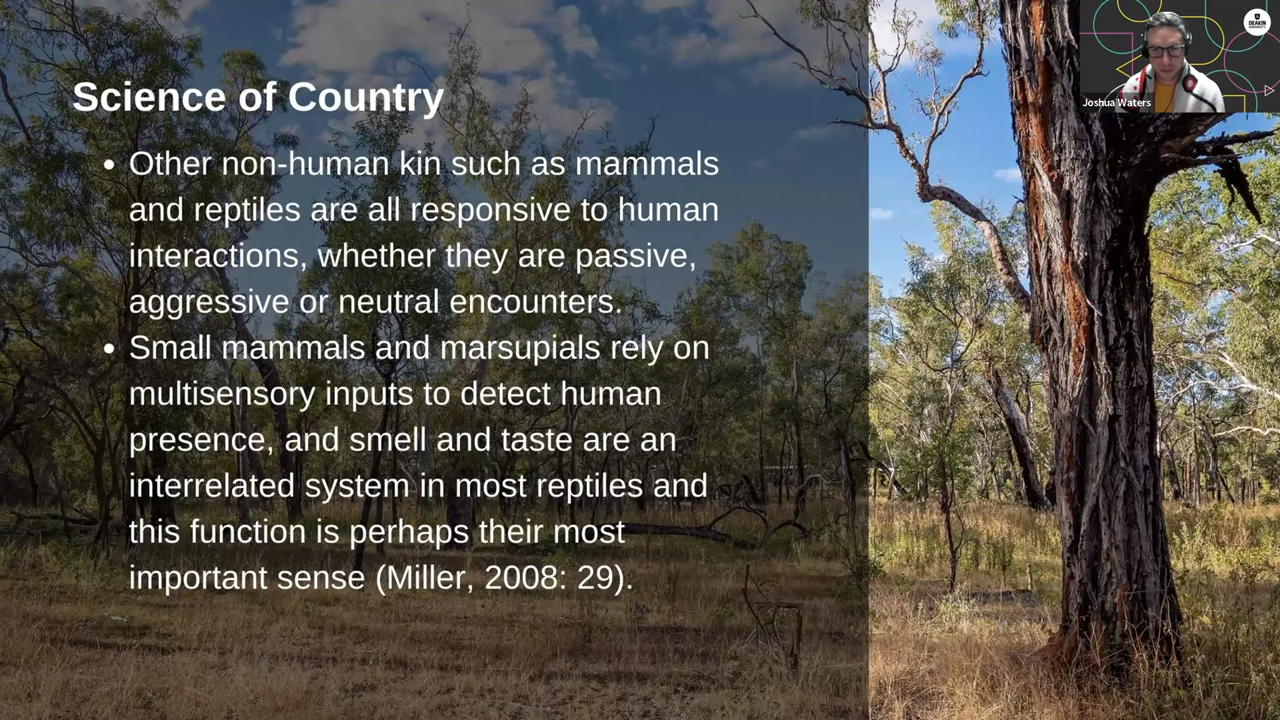 Science of Country
• Other non-human kin such as mammals
and reptiles are all responsive to human
interactions, whether they are passive,
aggressive or neutral encounters.
• Small mammals and marsupials rely on
multisensory inputs to detect human
presence, and smell and taste are an
interrelated system in most reptiles and
this function is perhaps their most
important sense (Miller, 2008: 29).
DEAKIN
UNIVERSITY
Joshua Waters